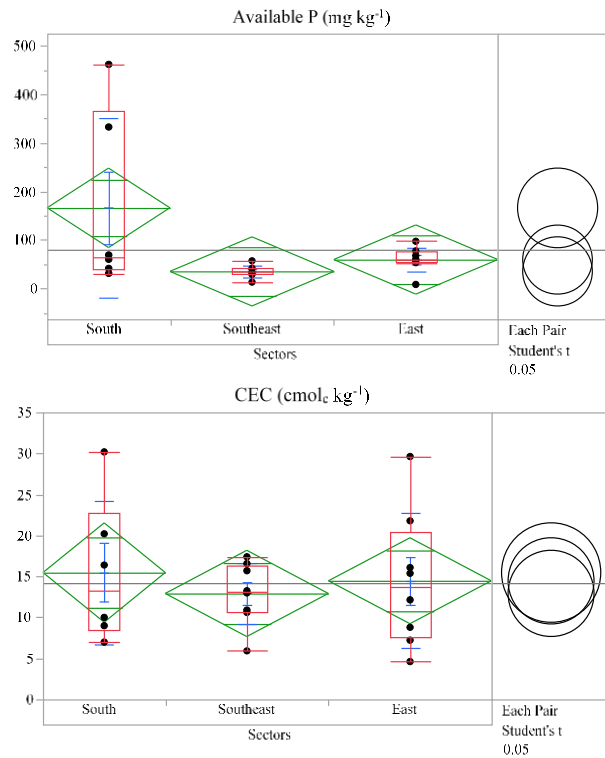 Available P (mg kg-1)
500
400
300
200
100
0
South Southeast East
Sectors
Each Pair
Student's t
0.05
CEC (cmolc kg-1)
35
30
25
20
15
10
5
0
South Southeast East
Sectors
Each Pair
Student's t
0.05